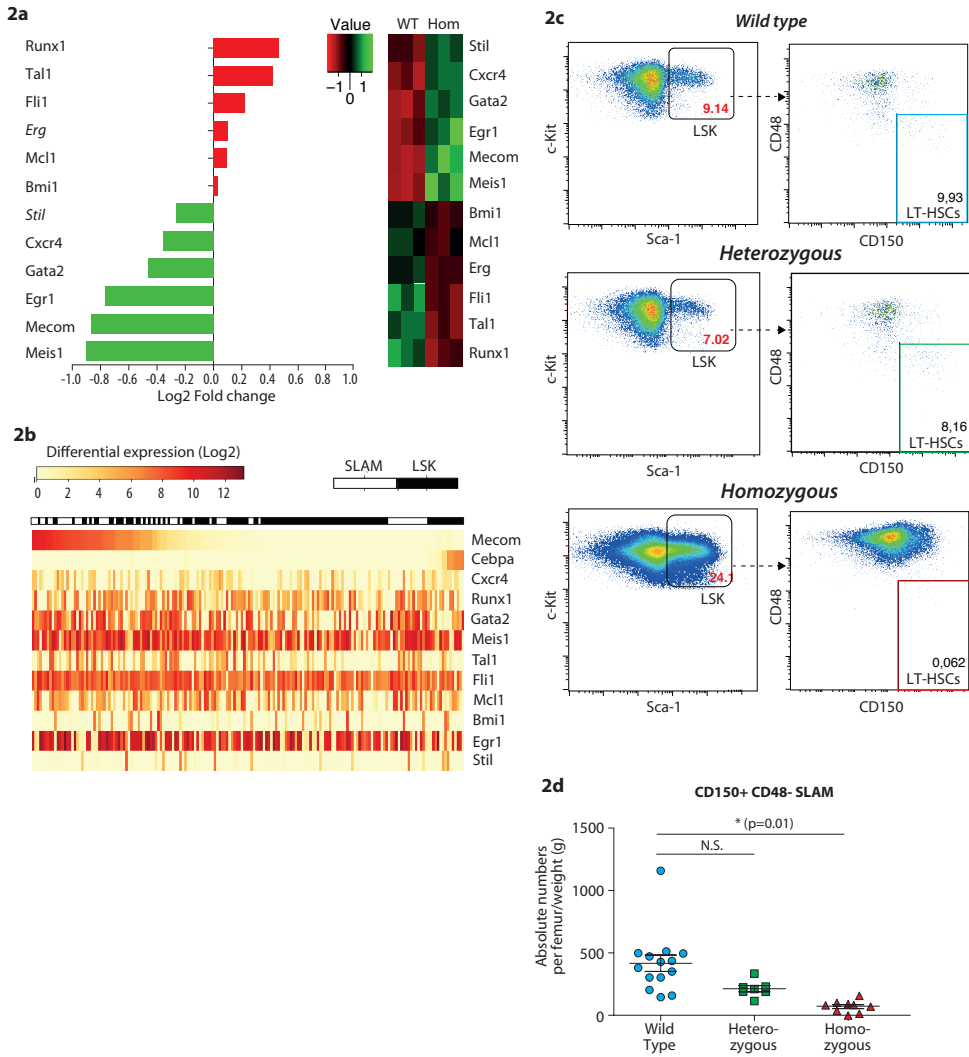 2a
Runx1
Tal1
Fli1
Erg
Mcl1
Bmi1
Stil
Cxcr4
Gata2
Egr1
Mecom
Meis1
-1.0 -0.8 -0.6 -0.4 -0.2 0.0 0.2 0.4 0.6 0.8 1.0
Log2 Fold change
Value
−1 0 1
WT Hom
Stil
Cxcr4
Gata2
Egr1
Mecom
Meis1
Bmi1
Mcl1
Erg
Fli1
Tal1
Runx1
2b
Differential expression (Log2)
0 2 4 6 8 10 12
SLAM LSK
Mecom
Cebpa
Cxcr4
Runx1
Gata2
Meis1
Tal1
Fli1
Mcl1
Bmi1
Egr1
Stil
2c
Wild type
c-Kit
9.14
LSK
Sca-1
CD48
9,93
LT-HSCs
CD150
Heterozygous
c-Kit
7.02
LSK
Sca-1
CD48
8,16
LT-HSCs
CD150
Homozygous
c-Kit
24.1
LSK
Sca-1
CD48
0,062
LT-HSCs
CD150
2d
CD150+ CD48- SLAM
* (p=0.01)
N.S.
Absolute numbers
per femur/weight (g)
1500
1000
500
0
Wild
Type
Hetero-
zygous
Homo-
zygous